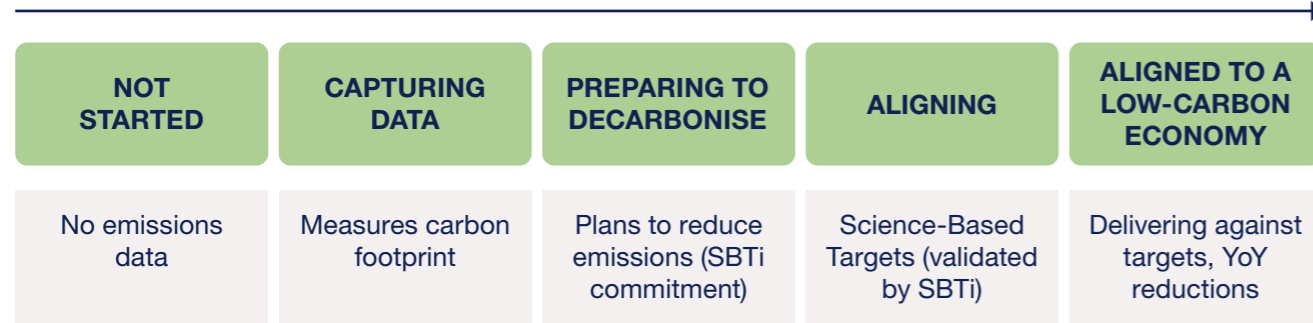 NOT
STARTED
CAPTURING
DATA
PREPARING TO
DECARBONISE
ALIGNING
ALIGNED TO A
LOW-CARBON
ECONOMY
No emissions
data
Measures carbon
footprint
Plans to reduce
emissions (SBTi
commitment)
Science-Based
Targets (validated
by SBTi)
Delivering against
targets, YoY
reductions